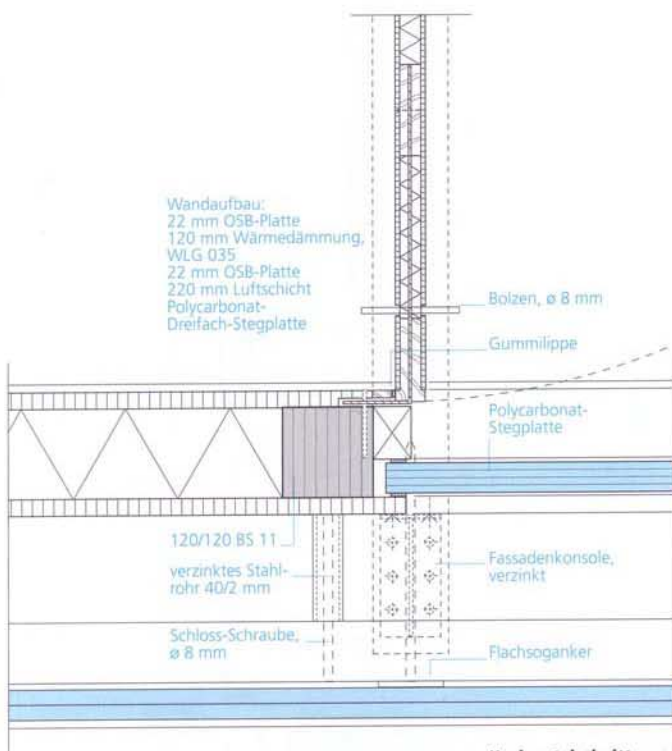 Wandaufbau:
22 mm OSB-Platte
120 mm Wärmedämmung,
WLG 035
22 mm OSB-Platte
220 mm Luftschicht
Polycarbonat-
Dreifach-Stegplatte
Bolzen, ø 8 mm
Gummilippe
Polycarbonat-
Stegplatte
120/120 BS 11
verzinktes Stahl-
rohr 40/2 mm
Schloss-Schraube,
ø 8 mm
Fassadenkonsole,
verzinkt
Flachsoganker